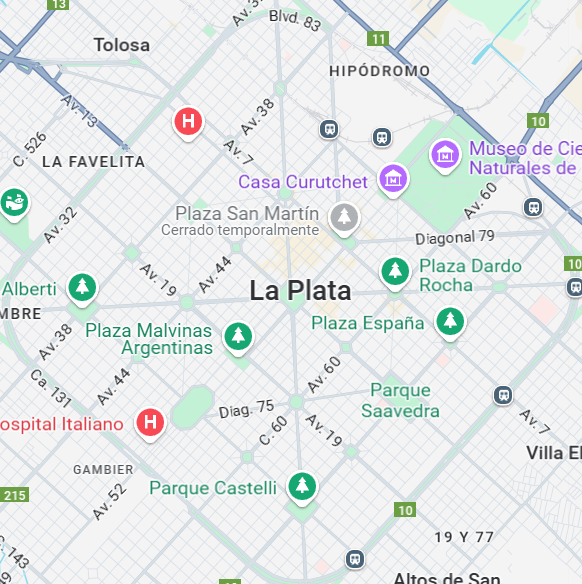 13
Av. 3
Blvd. 83
11
Tolosa
HIPÓDROMO
Av. 13
H
Av. 38
10
C. 526
Av. 7
Museo de Cie
Naturales de
LA FAVELITA
Casa Curutchet
Av. 60
Plaza San Martín
Cerrado temporalmente
Av. 32
Diagonal 79
10
Av. 44
Plaza Dardo
Rocha
Av. 19
Alberti
La Plata
MBRE
Plaza Malvinas
Argentinas
Plaza España
Av. 38
Av. 60
Ca. 131
Av. 44
Parque
Saavedra
Diag. 75
ospital Italiano
H
C. 60
Av. 19
Av. 7
Villa El
GAMBIER
Parque Castelli
215
Av. 52
10
19 Y 77
C. 143
49
Altos de San